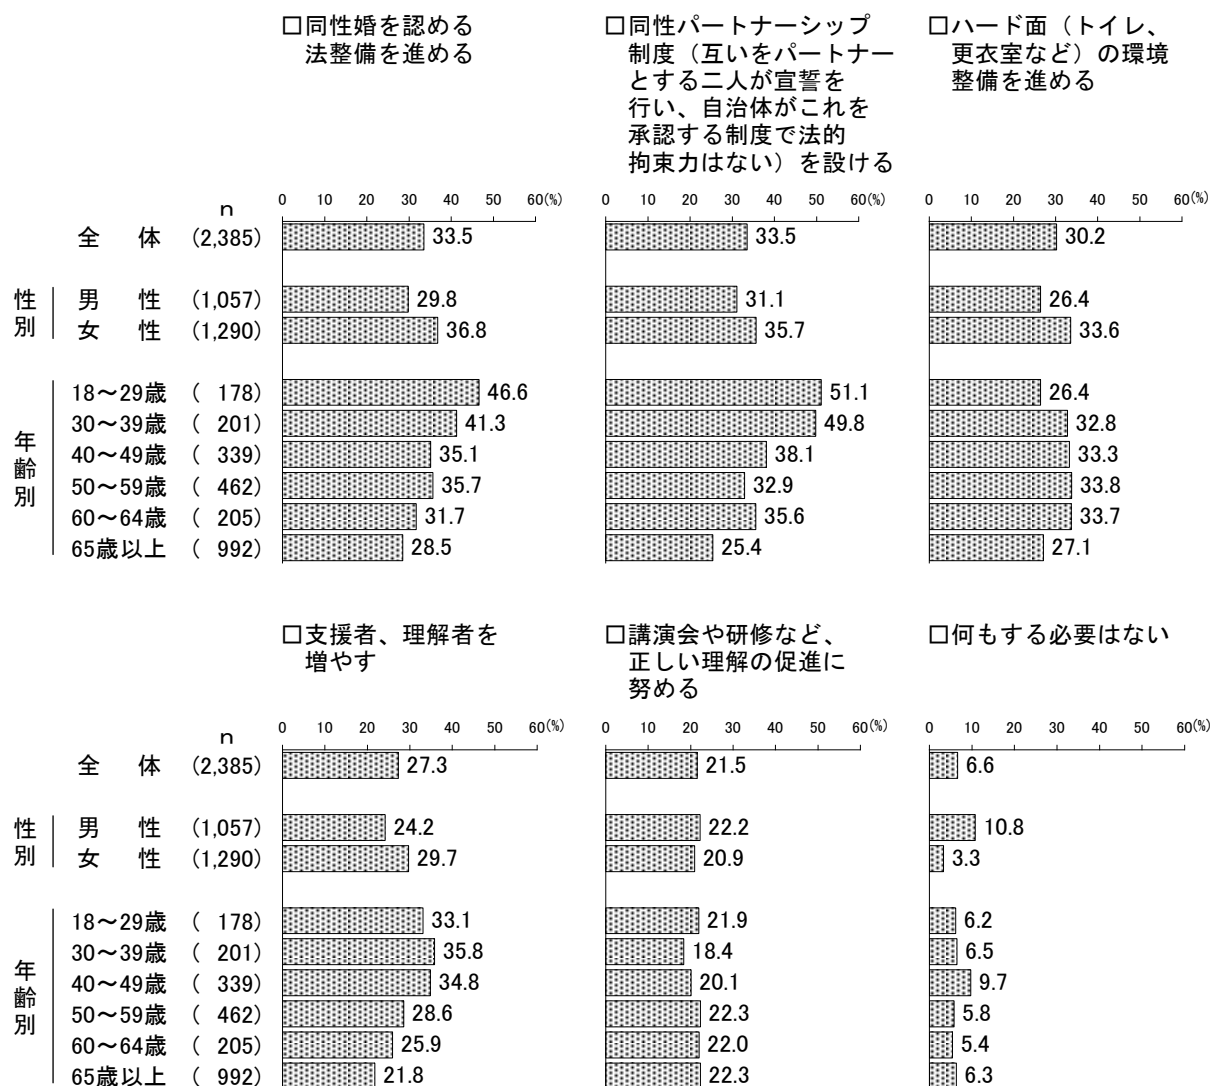 □同性婚を認める
法整備を進める
□同性パートナーシップ
制度（互いをパートナー
とする二人が宣誓を
行い、自治体がこれを
承認する制度で法的
拘束力はない）を設ける
□ハード面（トイレ、
更衣室など）の環境
整備を進める
0 10 20 30 40 50 60(%) 0 10 20 30 40 50 60(%) 0 10 20 30 40 50 60(%)
n
全 体 (2,385) 33.5 33.5 30.2
性別
男 性 (1,057) 29.8 31.1 26.4
女 性 (1,290) 36.8 35.7 33.6
年齢別
18～29歳 ( 178) 46.6 51.1 26.4
30～39歳 ( 201) 41.3 49.8 32.8
40～49歳 ( 339) 35.1 38.1 33.3
50～59歳 ( 462) 35.7 32.9 33.8
60～64歳 ( 205) 31.7 35.6 33.7
65歳以上 ( 992) 28.5 25.4 27.1
□支援者、理解者を
増やす
□講演会や研修など、
正しい理解の促進に
努める
□何もする必要はない
0 10 20 30 40 50 60(%) 0 10 20 30 40 50 60(%) 0 10 20 30 40 50 60(%)
n
全 体 (2,385) 27.3 21.5 6.6
性別
男 性 (1,057) 24.2 22.2 10.8
女 性 (1,290) 29.7 20.9 3.3
年齢別
18～29歳 ( 178) 33.1 21.9 6.2
30～39歳 ( 201) 35.8 18.4 6.5
40～49歳 ( 339) 34.8 20.1 9.7
50～59歳 ( 462) 28.6 22.3 5.8
60～64歳 ( 205) 25.9 22.0 5.4
65歳以上 ( 992) 21.8 22.3 6.3